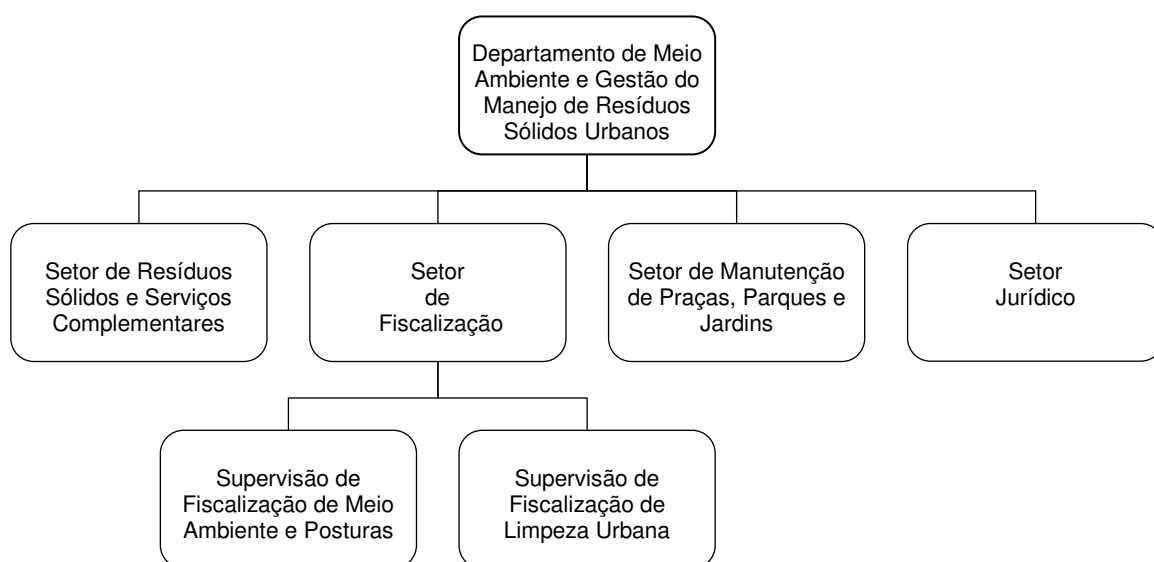 Departamento de Meio
Ambiente e Gestão do
Manejo de Resíduos
Sólidos Urbanos
Setor de Resíduos
Sólidos e Serviços
Complementares
Setor
de
Fiscalização
Setor de Manutenção
de Praças, Parques e
Jardins
Setor
Jurídico
Supervisão de
Fiscalização de Meio
Ambiente e Posturas
Supervisão de
Fiscalização de
Limpeza Urbana